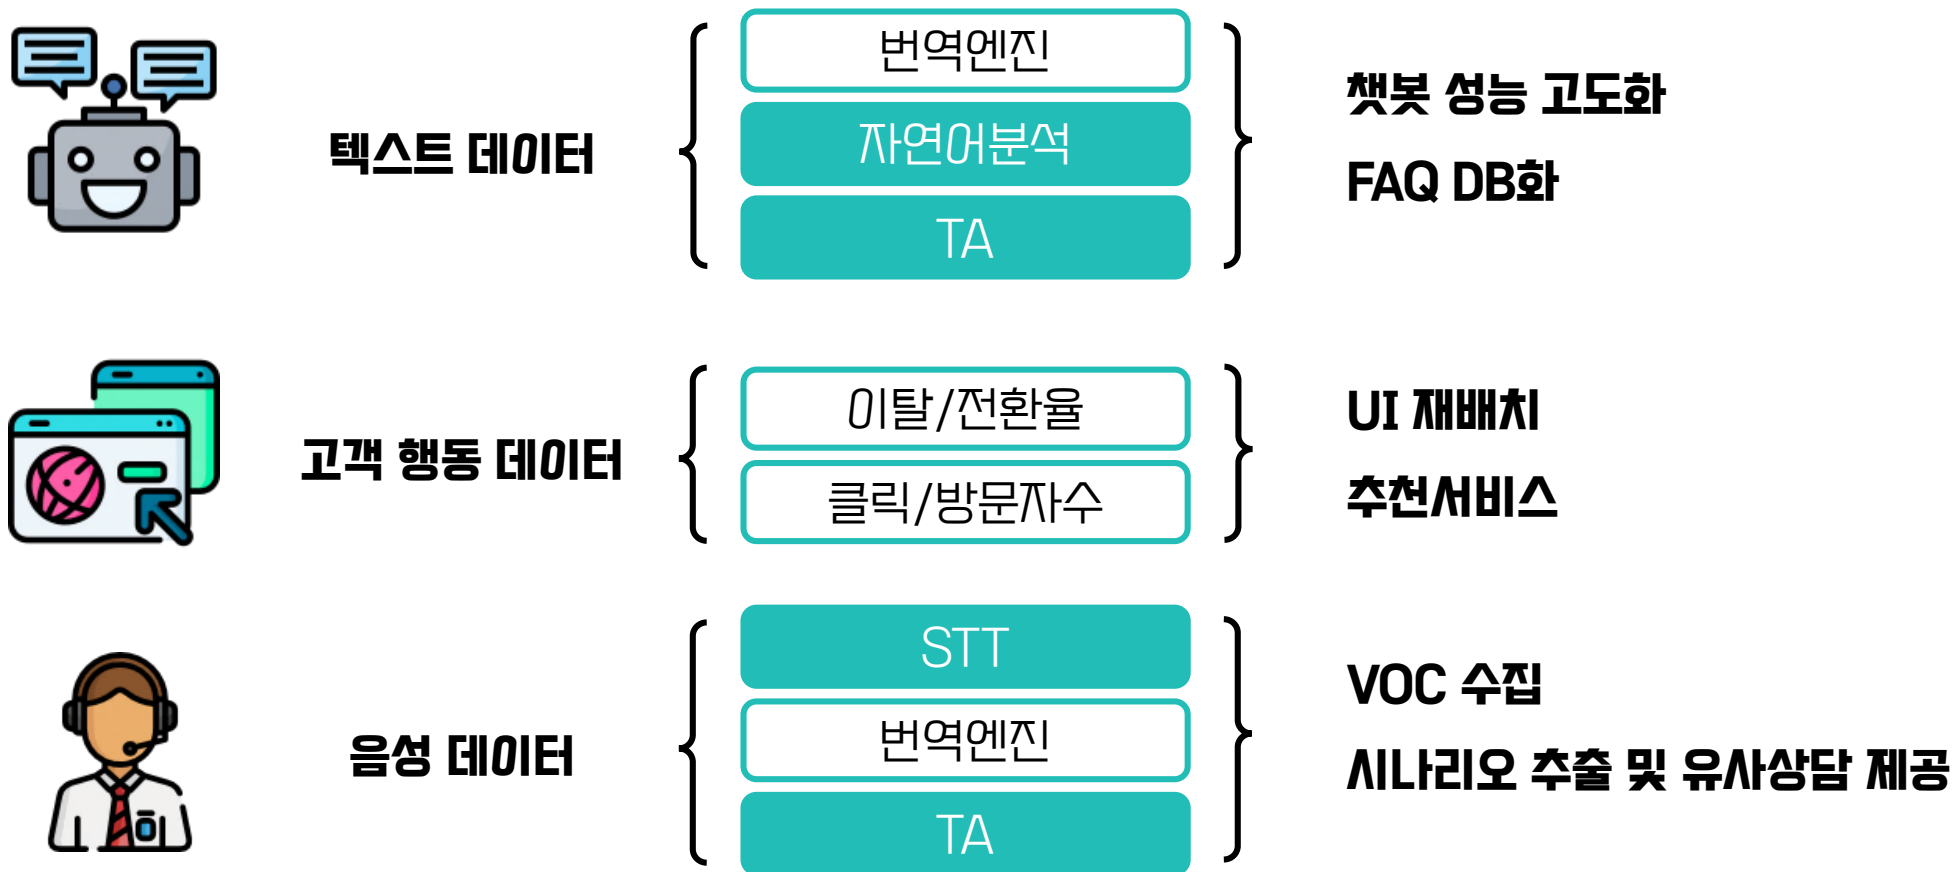 텍스트 데이터
번역엔진
자연어분석
TA
챗봇 성능 고도화
FAQ DB화
고객 행동 데이터
이탈/전환율
클릭/방문자수
UI 재배치
추천서비스
음성 데이터
STT
번역엔진
TA
VOC 수집
시나리오 추출 및 유사상담 제공